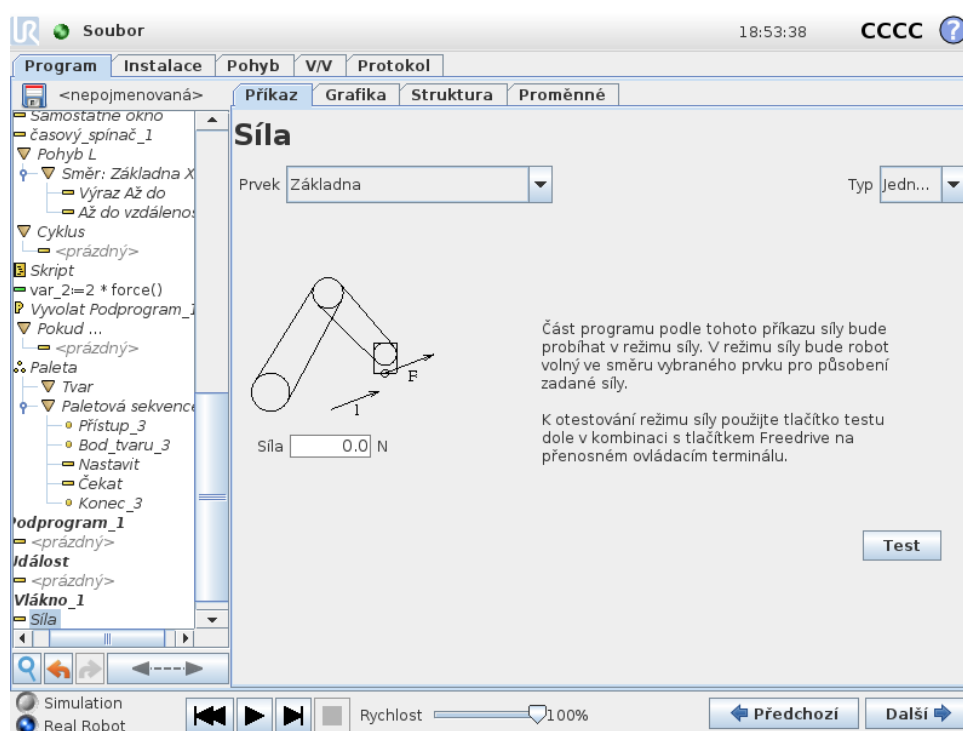 UR Soubor 18:53:38 CCCC ?
Program Instalace Pohyb V/V Protokol
<nepojmenovaná> Příkaz Grafika Struktura Proměnné
Samostatné okno
časový_spínač_1
Pohyb L
Směr: Základna X
Výraz Až do
Až do vzdálenos
Cyklus
<prázdný>
Skript
var_2:=2 * force()
P Vyvolat Podprogram_1
Pokud ...
<prázdný>
Paleta
Tvar
Paletová sekvence
Přístup_3
Bod_tvaru_3
Nastavit
Čekat
Konec_3
Podprogram_1
<prázdný>
Událost
<prázdný>
Vlákno_1
Síla
Síla
Prvek Základna Typ Jedn...
F
1
Síla 0.0 N
Část programu podle tohoto příkazu síly bude
probíhat v režimu síly. V režimu síly bude robot
volný ve směru vybraného prvku pro působení
zadané síly.
K otestování režimu síly použijte tlačítko testu
dole v kombinaci s tlačítkem Freedrive na
přenosném ovládacím terminálu.
Test
Simulation
Real Robot
Rychlost 100%
Předchozí Další